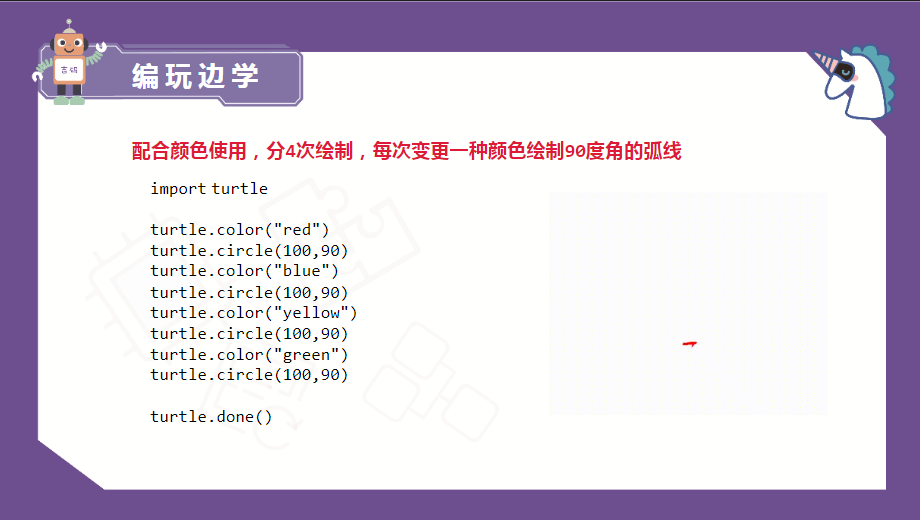 编玩边学
配合颜色使用，分4次绘制，每次变更一种颜色绘制90度角的弧线
import turtle
turtle.color("red")
turtle.circle(100,90)
turtle.color("blue")
turtle.circle(100,90)
turtle.color("yellow")
turtle.circle(100,90)
turtle.color("green")
turtle.circle(100,90)
turtle.done()